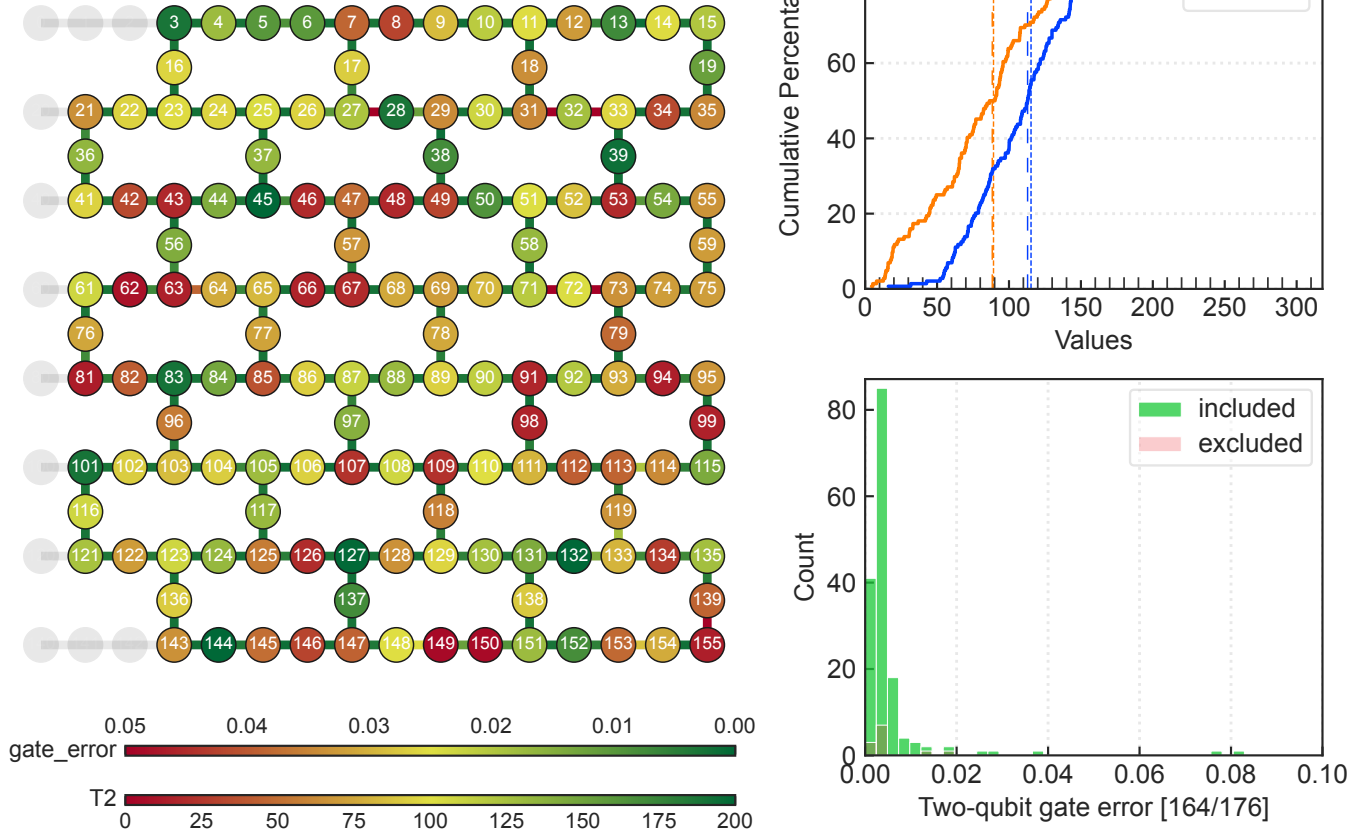 3 4 5 6 7 8 9 10 11 12 13 14 15
16 17 18 19
21 22 23 24 25 26 27 28 29 30 31 32 33 34 35
36 37 38 39
41 42 43 44 45 46 47 48 49 50 51 52 53 54 55
56 57 58 59
61 62 63 64 65 66 67 68 69 70 71 72 73 74 75
76 77 78 79
81 82 83 84 85 86 87 88 89 90 91 92 93 94 95
96 97 98 99
101 102 103 104 105 106 107 108 109 110 111 112 113 114 115
116 117 118 119
121 122 123 124 125 126 127 128 129 130 131 132 133 134 135
136 137 138 139
143 144 145 146 147 148 149 150 151 152 153 154 155
0.05 0.04 0.03 0.02 0.01 0.00
gate_error
T2
0 25 50 75 100 125 150 175 200
Cumulative Percenta
60
40
20
0
0 50 100 150 200 250 300
Values
included
excluded
Count
80
60
40
20
0
0.00 0.02 0.04 0.06 0.08 0.10
Two-qubit gate error [164/176]